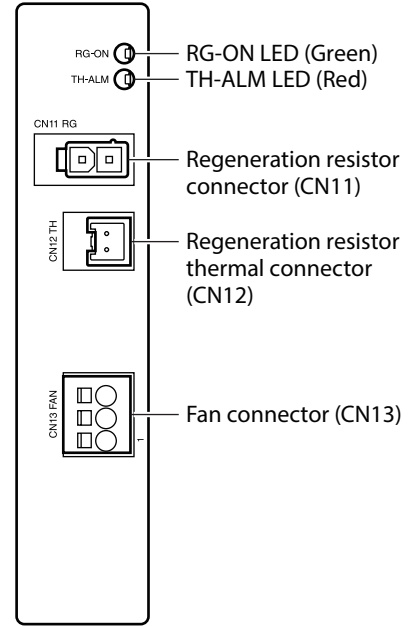 RG-ON
RG-ON LED (Green)
TH-ALM
TH-ALM LED (Red)
CN11 RG
Regeneration resistor
connector (CN11)
CN12 TH
Regeneration resistor
thermal connector
(CN12)
CN13 FAN
Fan connector (CN13)
1